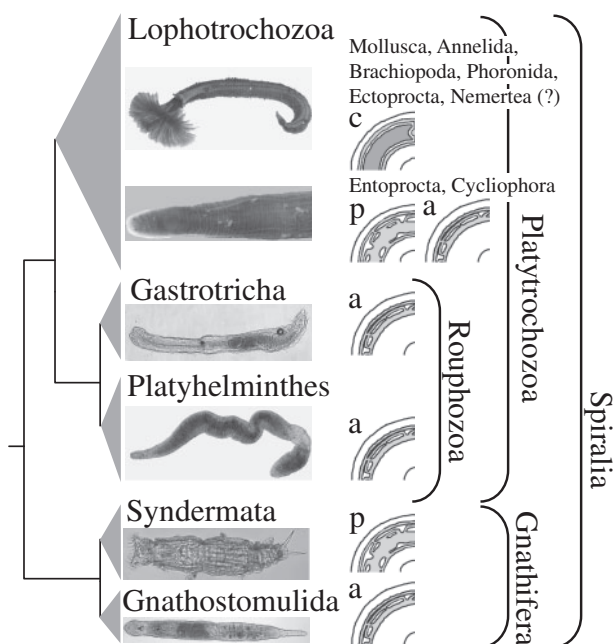 Lophotrochozoa
Mollusca, Annelida,
Brachiopoda, Phoronida,
Ectoprocta, Nemertea (?)
c
Entoprocta, Cycliophora
p
a
Gastrotricha
a
Platyhelminthes
a
Syndermata
p
Gnathostomulida
a
Rouphozoa
Platytrochozoa
Gnathifera
Spiralia